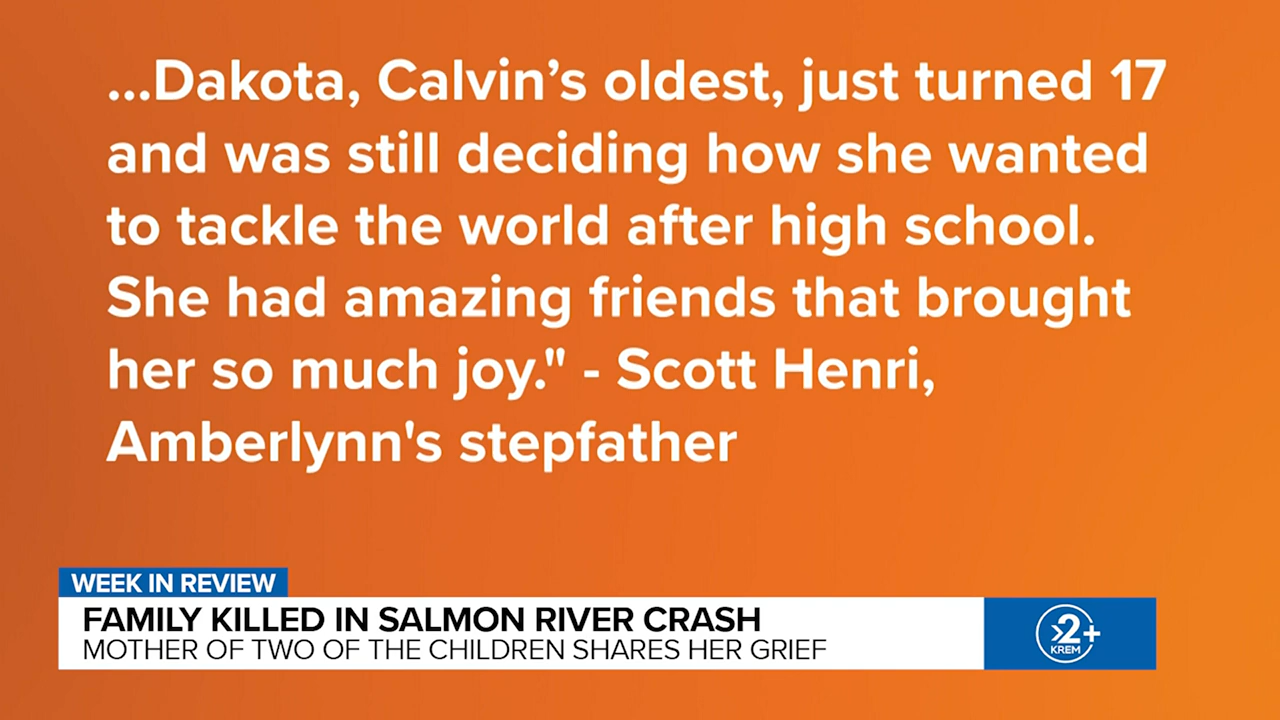 ...Dakota, Calvin’s oldest, just turned 17
and was still deciding how she wanted
to tackle the world after high school.
She had amazing friends that brought
her so much joy." - Scott Henri,
Amberlynn's stepfather
WEEK IN REVIEW
FAMILY KILLED IN SALMON RIVER CRASH
MOTHER OF TWO OF THE CHILDREN SHARES HER GRIEF
2+
KREM